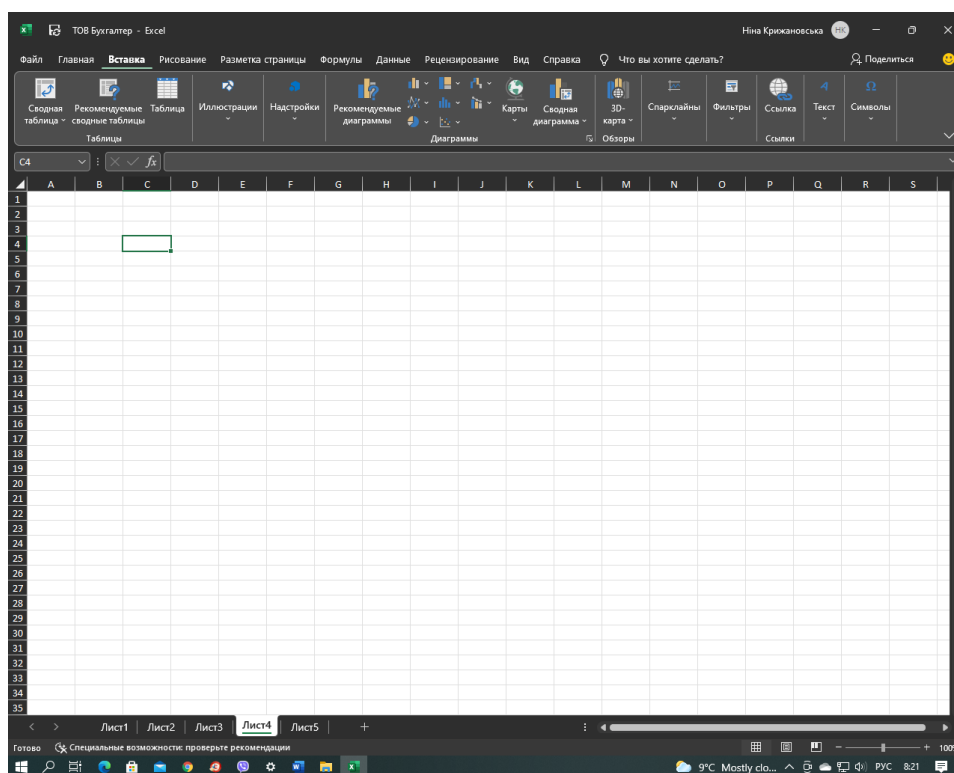 ТОВ Бухгалтер - Excel
Ніна Крижановська НК
Файл Главная Вставка Рисование Разметка страницы Формулы Данные Рецензирование Вид Справка Что вы хотите сделать? Поделиться
Сводная таблица
Рекомендуемые сводные таблицы
Таблица
Иллюстрации
Надстройки
Рекомендуемые диаграммы
Карты
Сводная диаграмма
3D-карта
Спарклайны
Фильтры
Ссылка
Текст
Символы
Таблицы Диаграммы Обзоры Ссылки
C4 fx
A B C D E F G H I J K L M N O P Q R S
1
2
3
4
5
6
7
8
9
10
11
12
13
14
15
16
17
18
19
20
21
22
23
24
25
26
27
28
29
30
31
32
33
34
35
Лист1 Лист2 Лист3 Лист4 Лист5 +
Готово Специальные возможности: проверьте рекомендации - + 100%
9°C Mostly clo... РУС 8:21